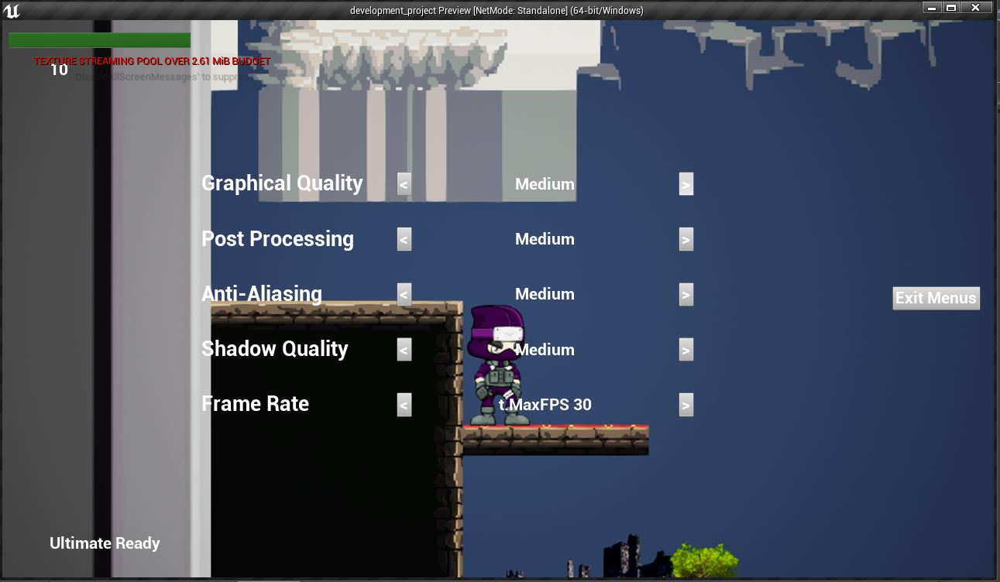 development_project Preview [NetMode: Standalone] (64-bit/Windows)
TEXTURE STREAMING POOL OVER 2.61 MiB BUDGET
10
'DisableAllScreenMessages' to suppress
Graphical Quality < Medium >
Post Processing < Medium >
Anti-Aliasing < Medium >
Exit Menus
Shadow Quality < Medium >
Frame Rate < t.MaxFPS 30 >
Ultimate Ready